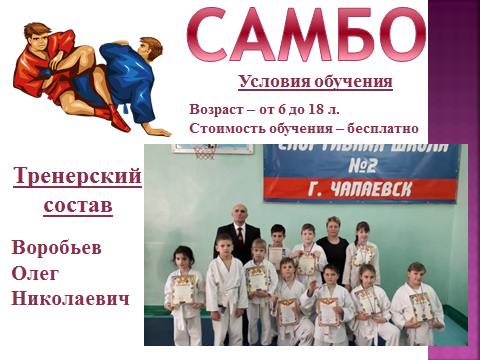 САМБО
Условия обучения
Возраст – от 6 до 18 л.
Стоимость обучения – бесплатно
Тренерский
состав
Воробьев
Олег
Николаевич
СПОРТИВНАЯ ШКОЛА
№2
Г. ЧАПАЕВСК